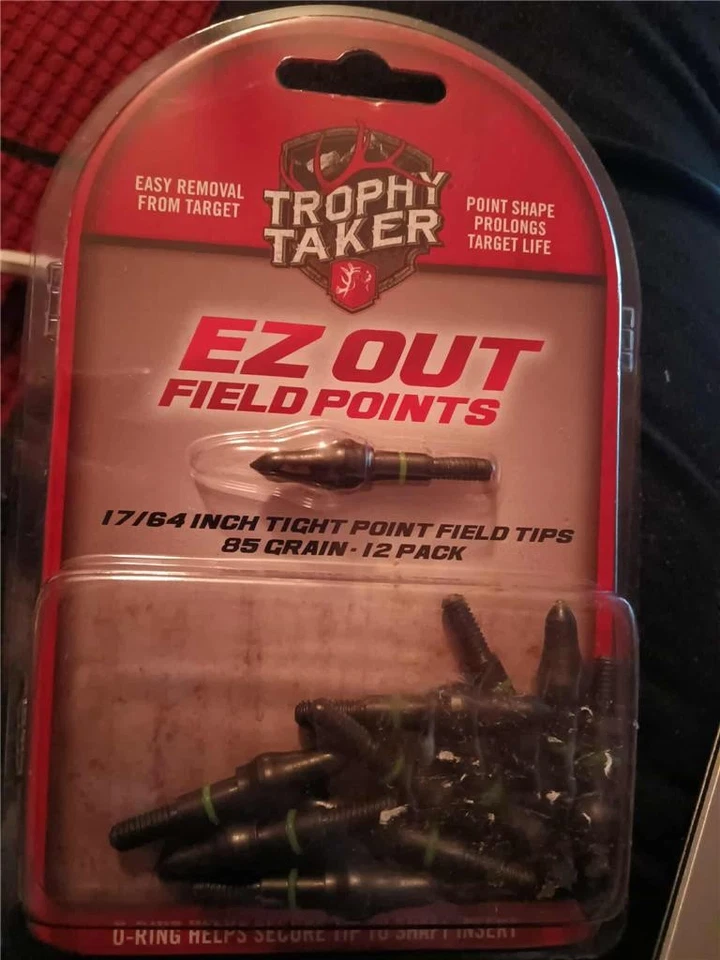 EASY REMOVAL
FROM TARGET
TROPHY
TAKER
POINT SHAPE
PROLONGS
TARGET LIFE
EZ OUT
FIELD POINTS
17/64 INCH TIGHT POINT FIELD TIPS
85 GRAIN - 12 PACK
O-RING HELPS SECURE TIP TO SHAFT INSERT